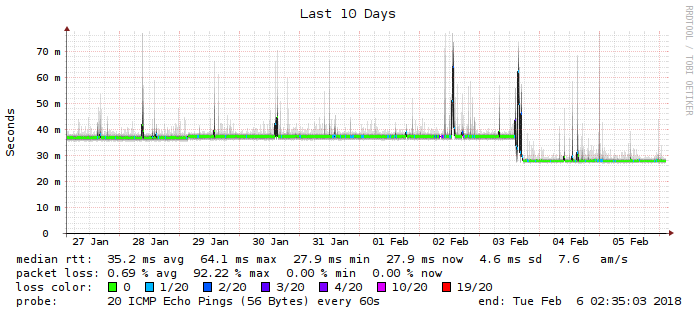 Last 10 Days
RRDTOOL / TOBI OETIKER
Seconds
70 m
60 m
50 m
40 m
30 m
20 m
10 m
0
27 Jan 28 Jan 29 Jan 30 Jan 31 Jan 01 Feb 02 Feb 03 Feb 04 Feb 05 Feb
median rtt: 35.2 ms avg 64.1 ms max 27.9 ms min 27.9 ms now 4.6 ms sd 7.6 am/s
packet loss: 0.69 % avg 92.22 % max 0.00 % min 0.00 % now
loss color: 0 1/20 2/20 3/20 4/20 10/20 19/20
probe: 20 ICMP Echo Pings (56 Bytes) every 60s end: Tue Feb 6 02:35:03 2018